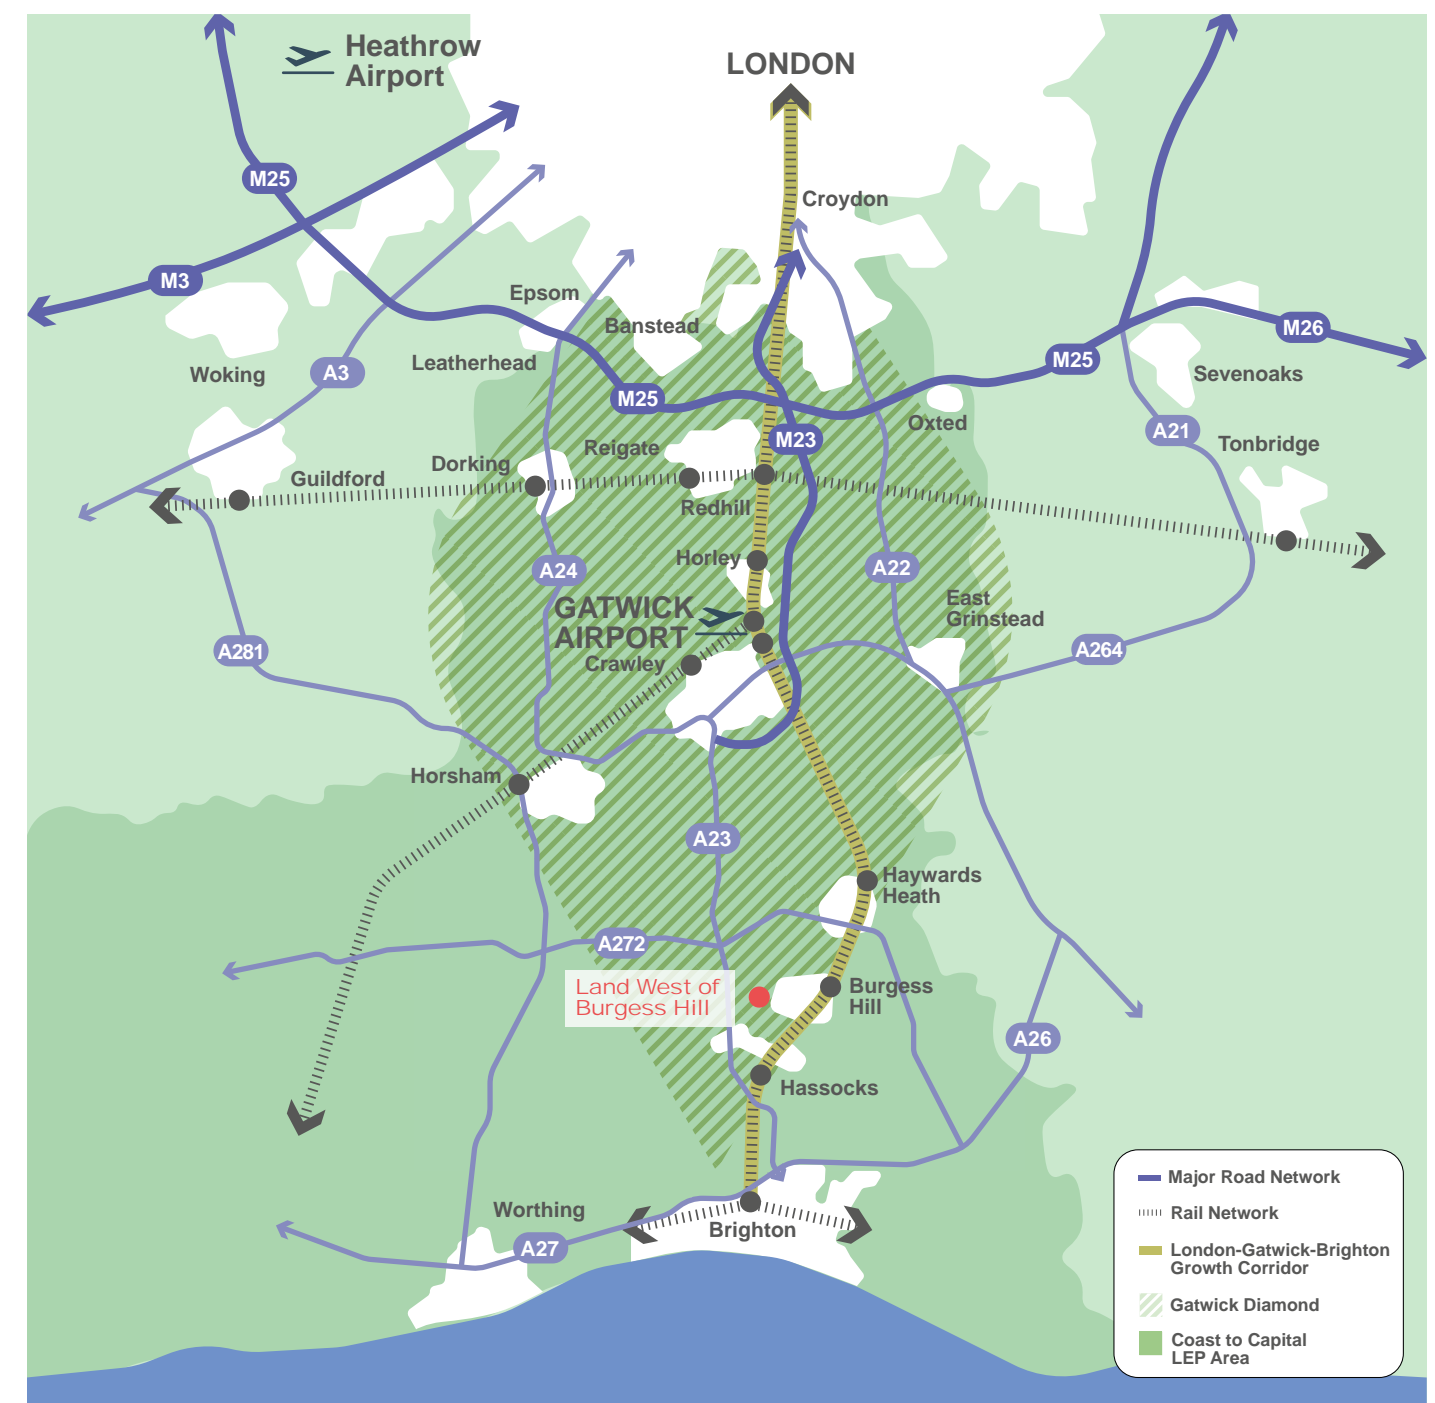 Heathrow
Airport
LONDON
M25
Croydon
M3
Epsom
Banstead
M26
Leatherhead
Woking
A3
M25
Sevenoaks
M25
Oxted
A21
M23
Tonbridge
Reigate
Dorking
Guildford
Redhill
Horley
A24
A22
East
Grinstead
GATWICK
AIRPORT
A281
A264
Crawley
Horsham
A23
Haywards
Heath
A272
Land West of
Burgess Hill
Burgess
Hill
A26
Hassocks
Worthing
Brighton
A27
Major Road Network
Rail Network
London-Gatwick-Brighton
Growth Corridor
Gatwick Diamond
Coast to Capital
LEP Area